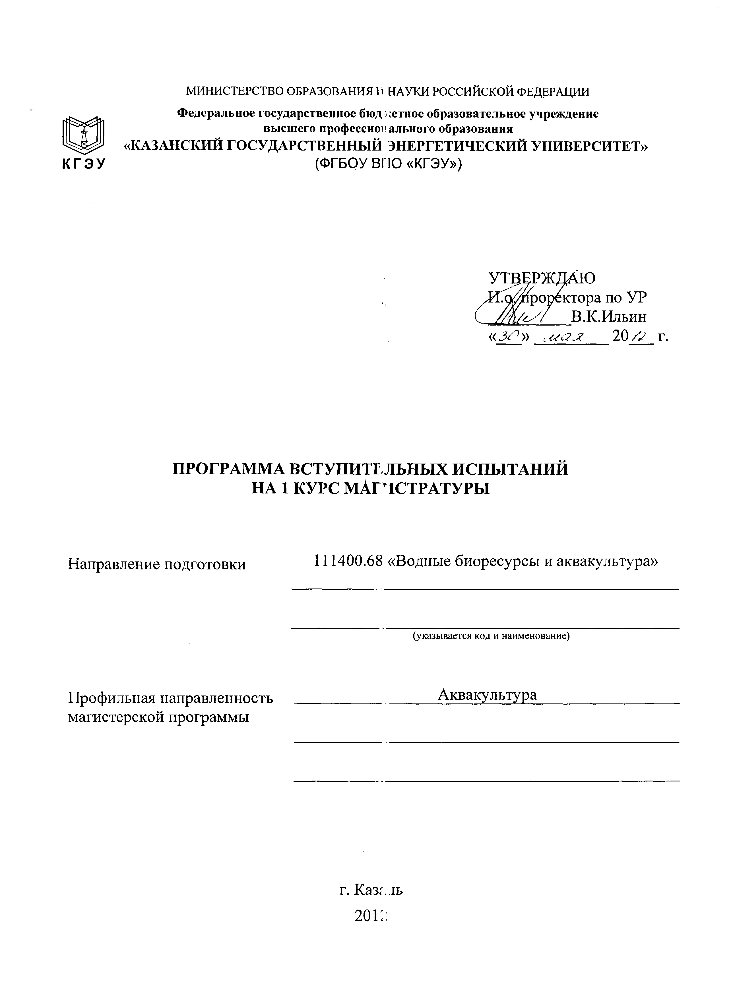 МИНИСТЕРСТВО ОБРАЗОВАНИЯ И НАУКИ РОССИЙСКОЙ ФЕДЕРАЦИИ
Федеральное государственное бюджетное образовательное учреждение
высшего профессионального образования
«КАЗАНСКИЙ ГОСУДАРСТВЕННЫЙ ЭНЕРГЕТИЧЕСКИЙ УНИВЕРСИТЕТ»
КГЭУ
(ФГБОУ ВПО «КГЭУ»)
УТВЕРЖДАЮ
И.о. проректора по УР
В.К.Ильин
«30» мая 2012 г.
ПРОГРАММА ВСТУПИТЕЛЬНЫХ ИСПЫТАНИЙ
НА 1 КУРС МАГИСТРАТУРЫ
Направление подготовки 111400.68 «Водные биоресурсы и аквакультура»
(указывается код и наименование)
Профильная направленность Аквакультура
магистерской программы
г. Казань
2012